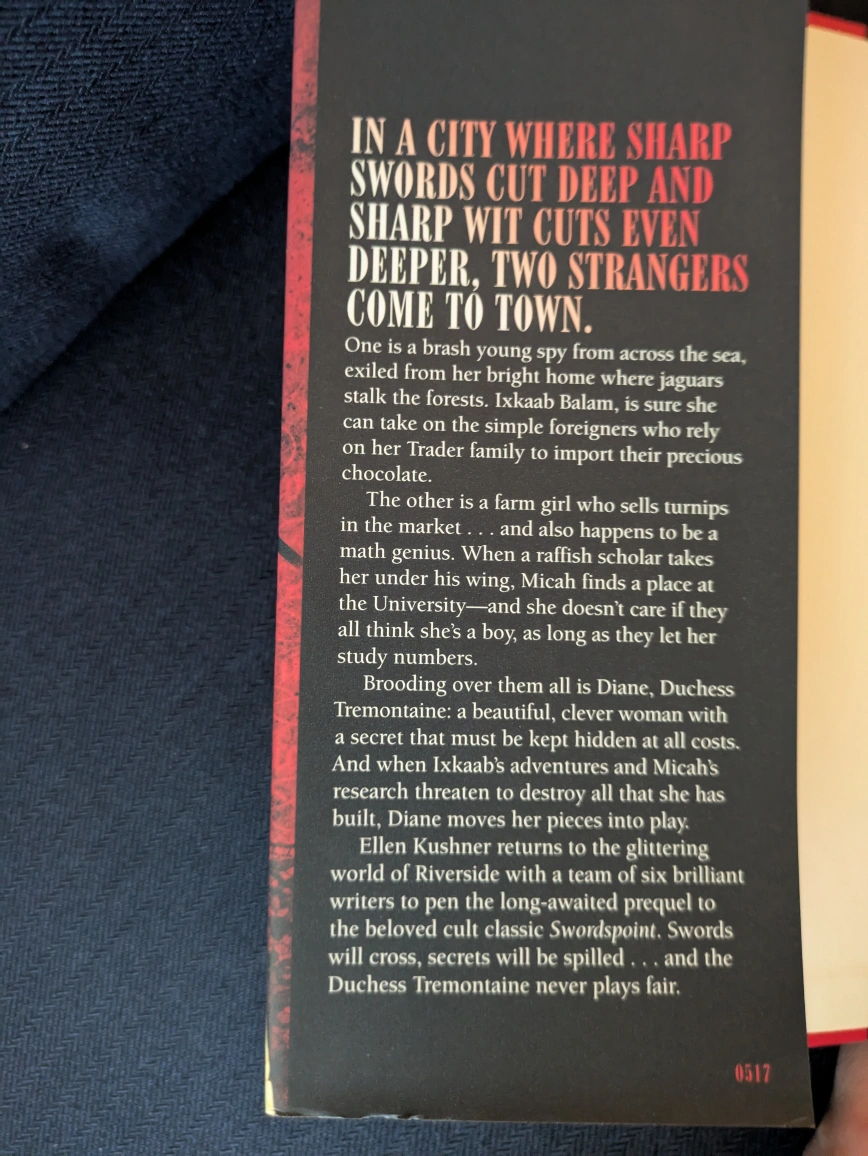 IN A CITY WHERE SHARP
SWORDS CUT DEEP AND
SHARP WIT CUTS EVEN
DEEPER, TWO STRANGERS
COME TO TOWN.
One is a brash young spy from across the sea,
exiled from her bright home where jaguars
stalk the forests. Ixkaab Balam, is sure she
can take on the simple foreigners who rely
on her Trader family to import their precious
chocolate.
The other is a farm girl who sells turnips
in the market . . . and also happens to be a
math genius. When a raffish scholar takes
her under his wing, Micah finds a place at
the University—and she doesn't care if they
all think she's a boy, as long as they let her
study numbers.
Brooding over them all is Diane, Duchess
Tremontaine: a beautiful, clever woman with
a secret that must be kept hidden at all costs.
And when Ixkaab's adventures and Micah's
research threaten to destroy all that she has
built, Diane moves her pieces into play.
Ellen Kushner returns to the glittering
world of Riverside with a team of six brilliant
writers to pen the long-awaited prequel to
the beloved cult classic Swordspoint. Swords
will cross, secrets will be spilled . . . and the
Duchess Tremontaine never plays fair.
0517